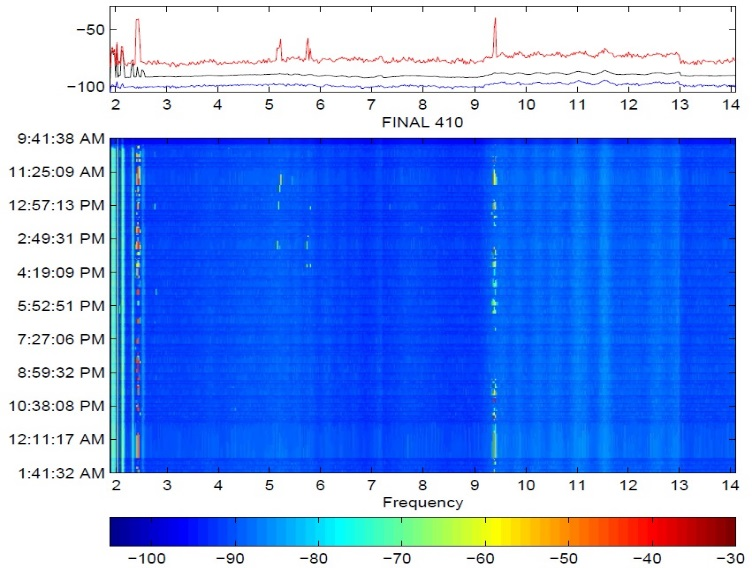 −50
−100
2 3 4 5 6 7 8 9 10 11 12 13 14
FINAL 410
9:41:38 AM
11:25:09 AM
12:57:13 PM
2:49:31 PM
4:19:09 PM
5:52:51 PM
7:27:06 PM
8:59:32 PM
10:38:08 PM
12:11:17 AM
1:41:32 AM
2 3 4 5 6 7 8 9 10 11 12 13 14
Frequency
−100 −90 −80 −70 −60 −50 −40 −30